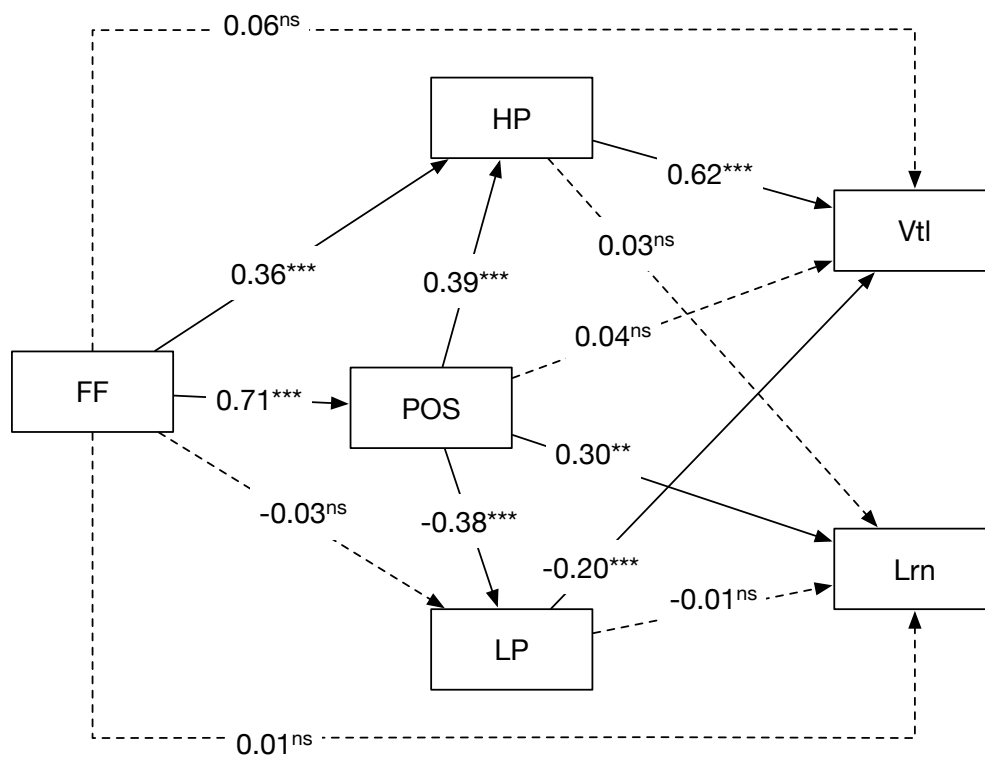 0.06ns
HP
0.62***
Vtl
0.03ns
0.36***
0.39***
0.04ns
FF
0.71***
POS
0.30**
-0.03ns
-0.38***
-0.20***
Lrn
-0.01ns
LP
0.01ns